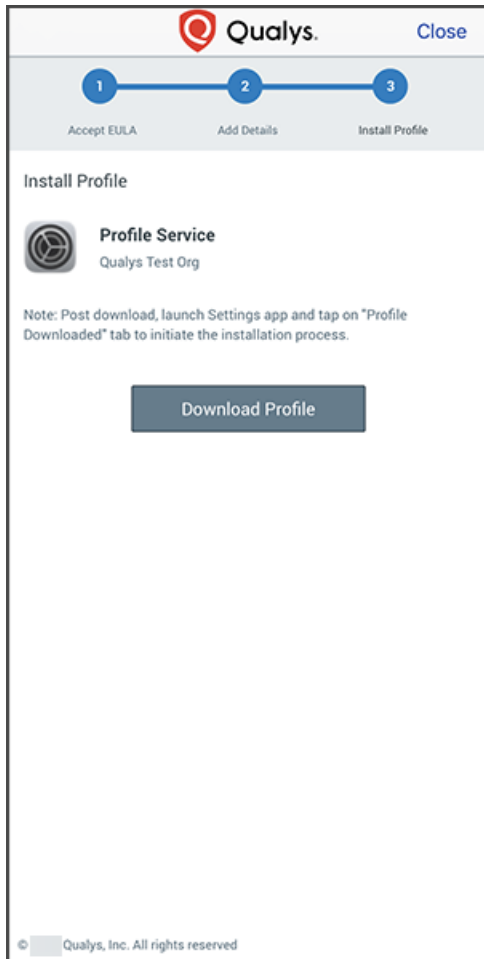 Qualys. Close
1 2 3
Accept EULA Add Details Install Profile
Install Profile
Profile Service
Qualys Test Org
Note: Post download, launch Settings app and tap on "Profile
Downloaded" tab to initiate the installation process.
Download Profile
© Qualys, Inc. All rights reserved